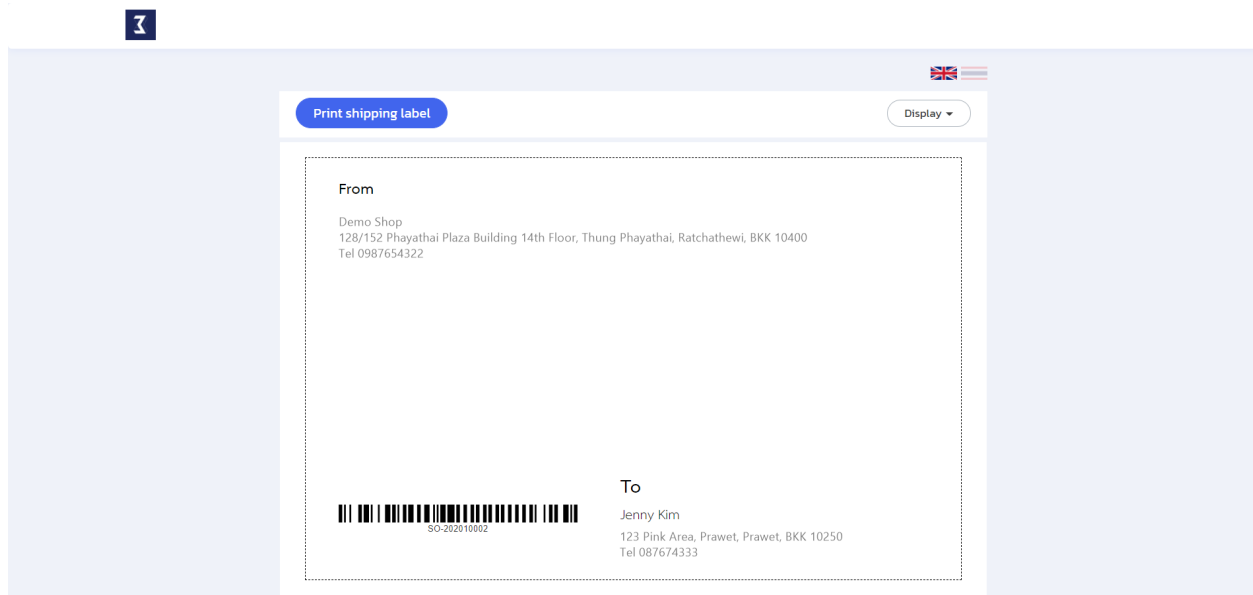 Print shipping label
Display
From
Demo Shop
128/152 Phayathai Plaza Building 14th Floor, Thung Phayathai, Ratchathewi, BKK 10400
Tel 0987654322
To
Jenny Kim
SO-202010002
123 Pink Area, Prawet, Prawet, BKK 10250
Tel 087674333